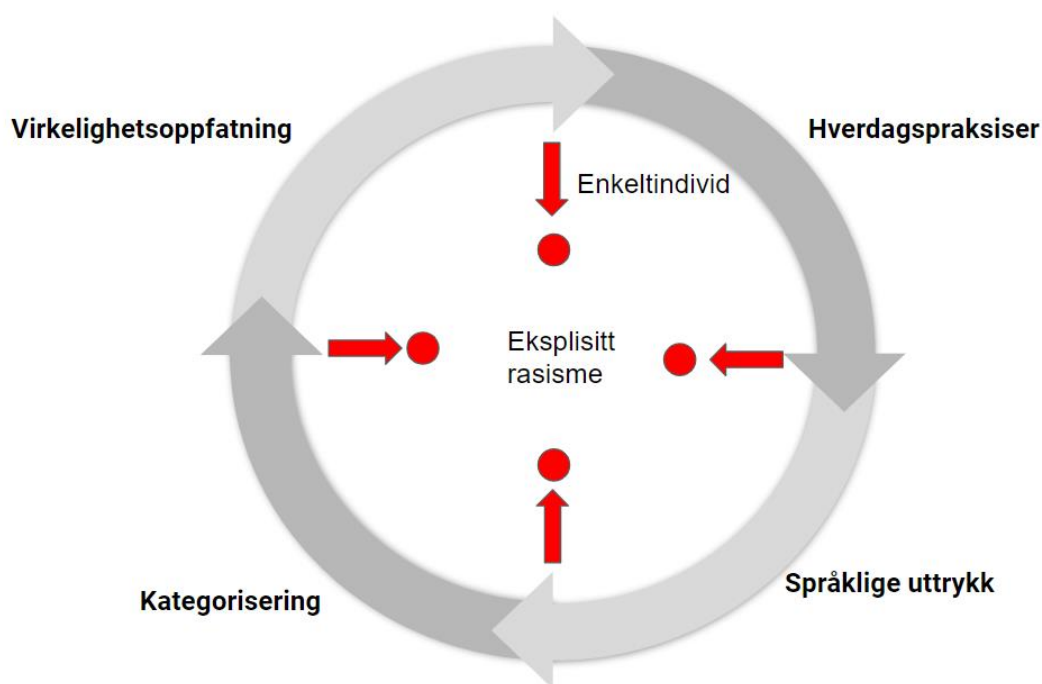 Virkelighetsoppfatning
Hverdagspraksiser
Enkeltindivid
Eksplisitt
rasisme
Kategorisering
Språklige uttrykk